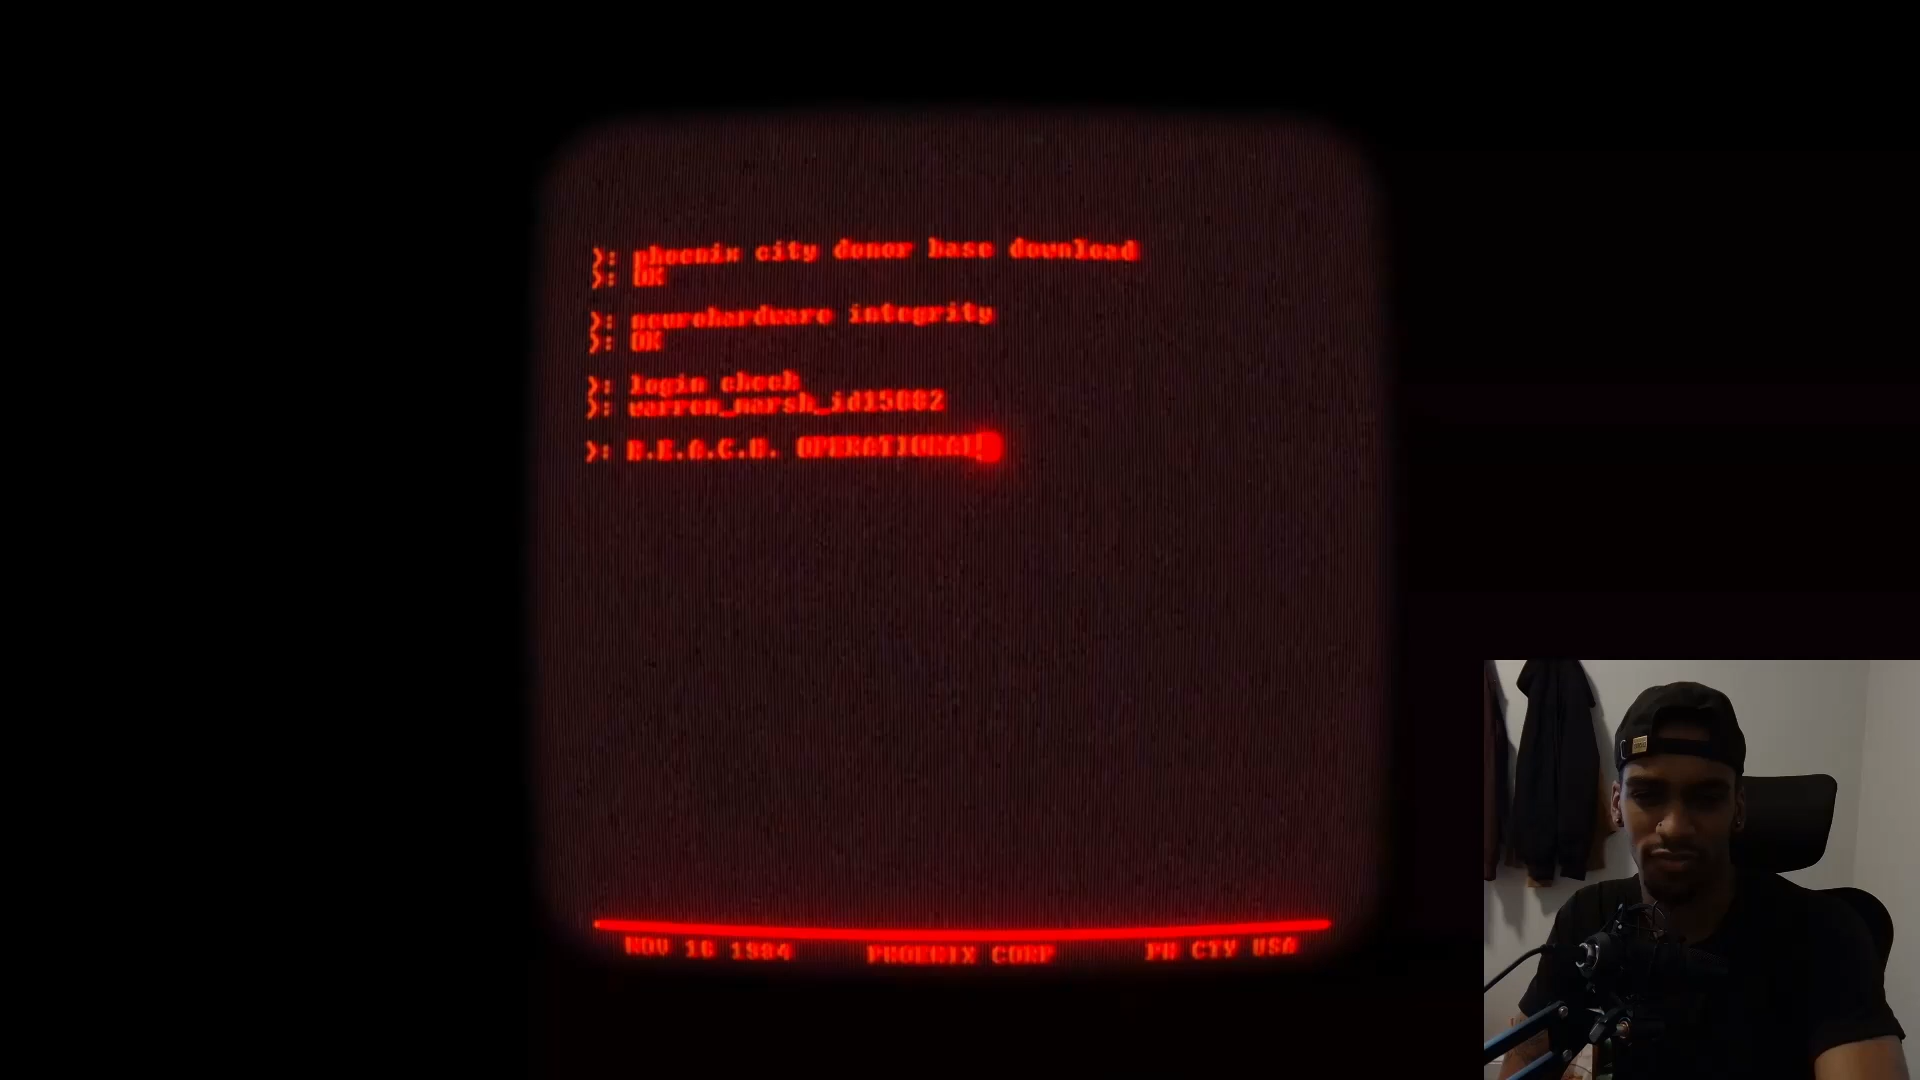 }: phoenix city donor base download
}: OK
}: neurohardware integrity
}: OK
}: login check
}: warren_marsh_id15082
}: R.E.A.C.H. OPERATIONAL
NOV 16 1984 PHOENIX CORP PH CTY USA